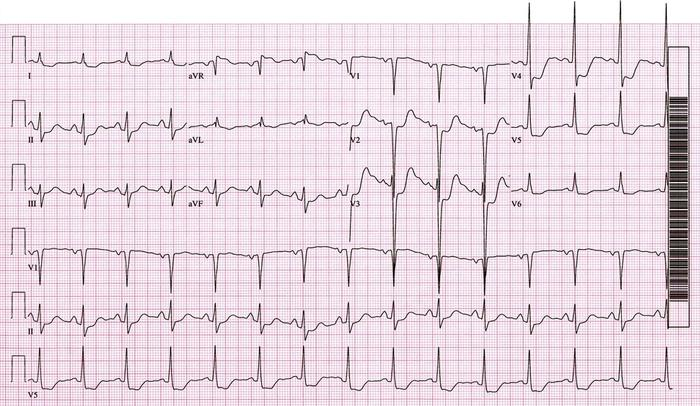 I aVR V1 V4
II aVL V2 V5
III aVF V3 V6
V1
II
V5